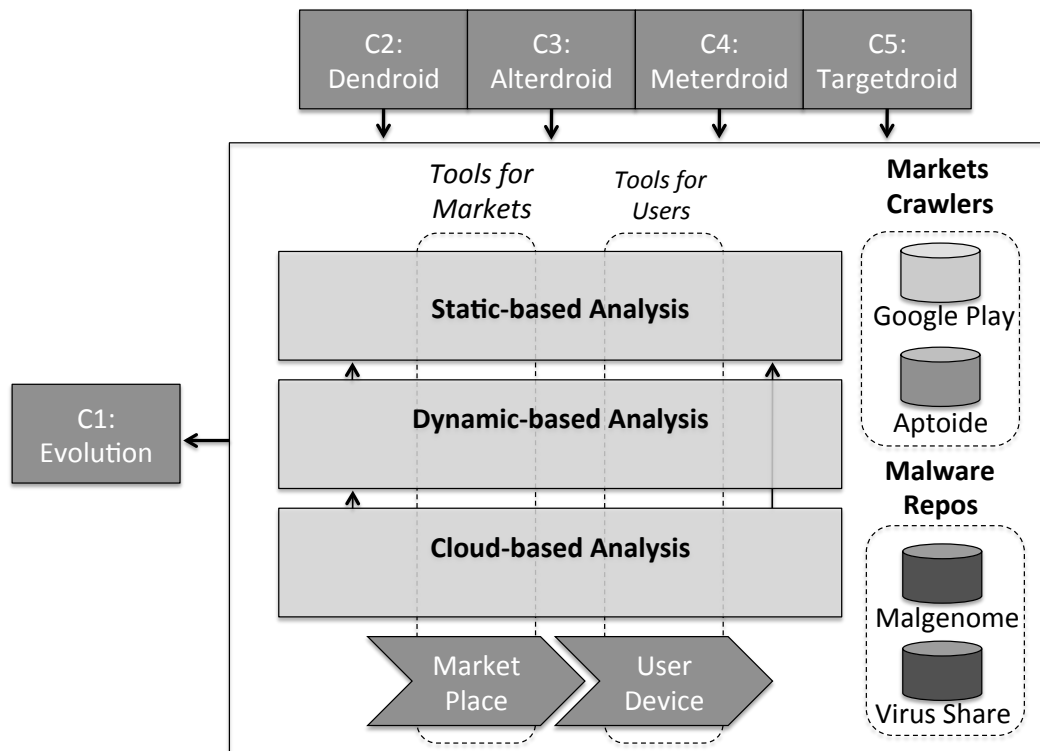 C2:
Dendroid
C3:
Alterdroid
C4:
Meterdroid
C5:
Targetdroid
Tools for
Markets
Tools for
Users
Markets
Crawlers
Static-based Analysis
Google Play
C1:
Evolution
Dynamic-based Analysis
Aptoide
Malware
Repos
Cloud-based Analysis
Malgenome
Market
Place
User
Device
Virus Share